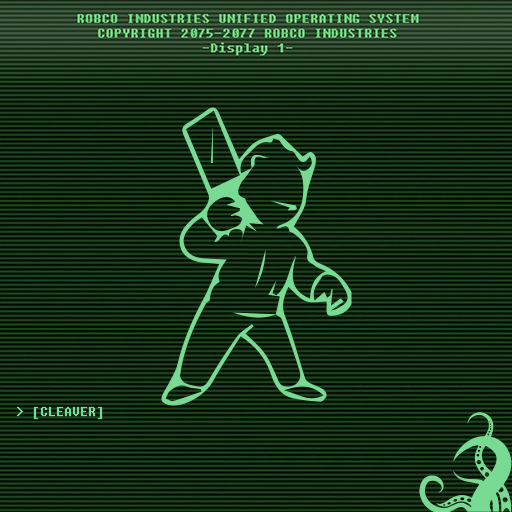 ROBCO INDUSTRIES UNIFIED OPERATING SYSTEM
COPYRIGHT 2075-2077 ROBCO INDUSTRIES
-Display 1-
> [CLEAVER]